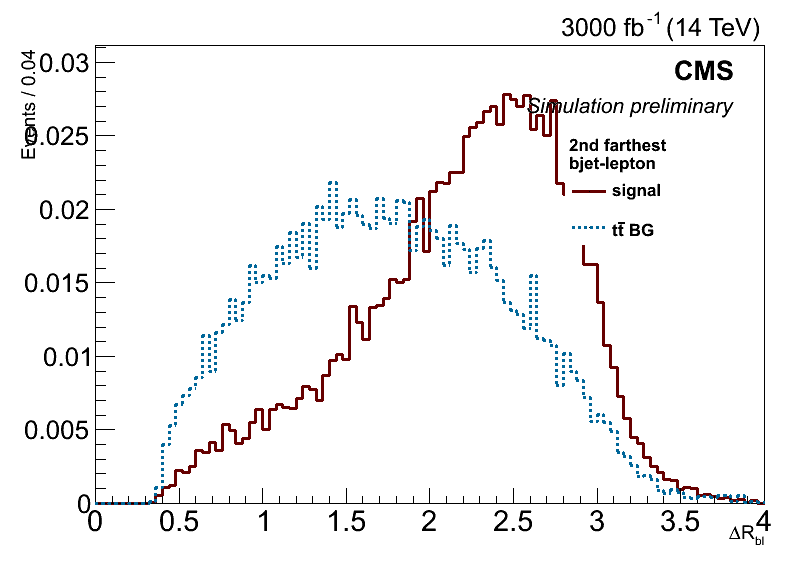 3000 fb⁻¹ (14 TeV)
CMS
Simulation preliminary
2nd farthest
bjet-lepton
signal
tt̄ BG
Events / 0.04
0.03
0.025
0.02
0.015
0.01
0.005
0
0 0.5 1 1.5 2 2.5 3 3.5 4
ΔR_bl